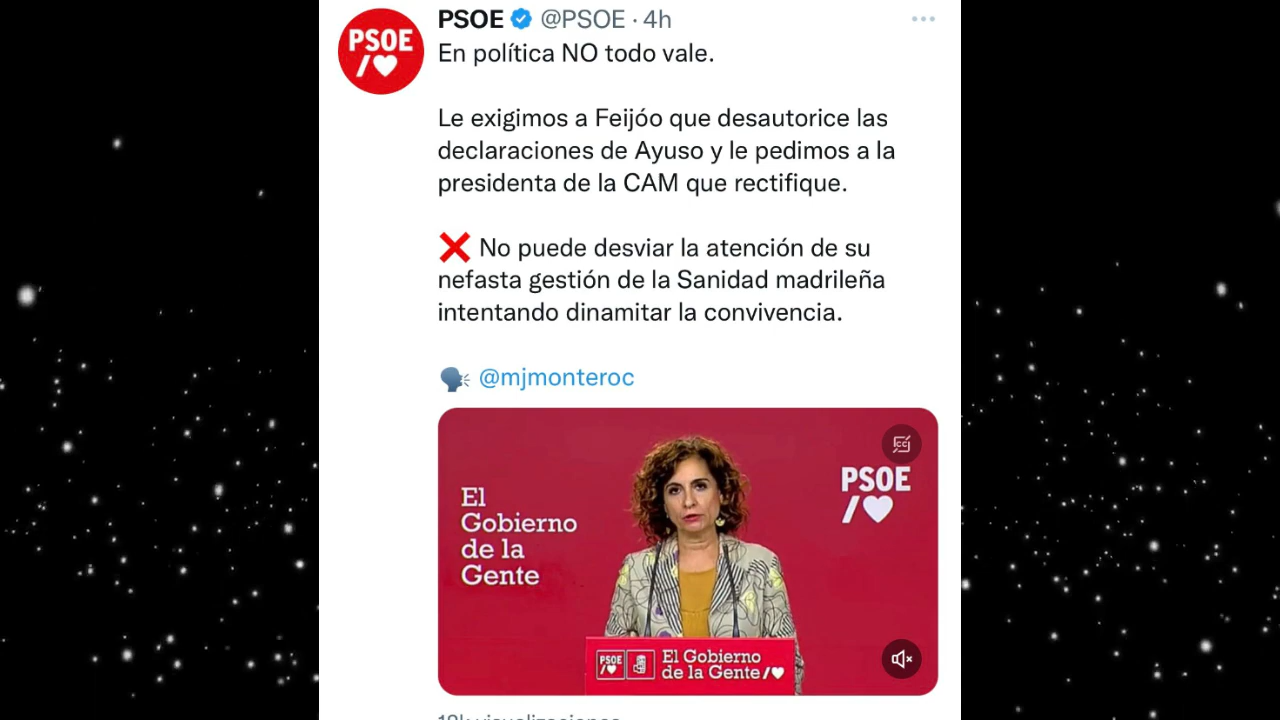 PSOE @PSOE · 4h
PSOE
En política NO todo vale.
Le exigimos a Feijóo que desautorice las
declaraciones de Ayuso y le pedimos a la
presidenta de la CAM que rectifique.
❌ No puede desviar la atención de su
nefasta gestión de la Sanidad madrileña
intentando dinamitar la convivencia.
🗣 @mjmonteroc
El
Gobierno
de la
Gente
PSOE
PSOE
El Gobierno
de la Gente